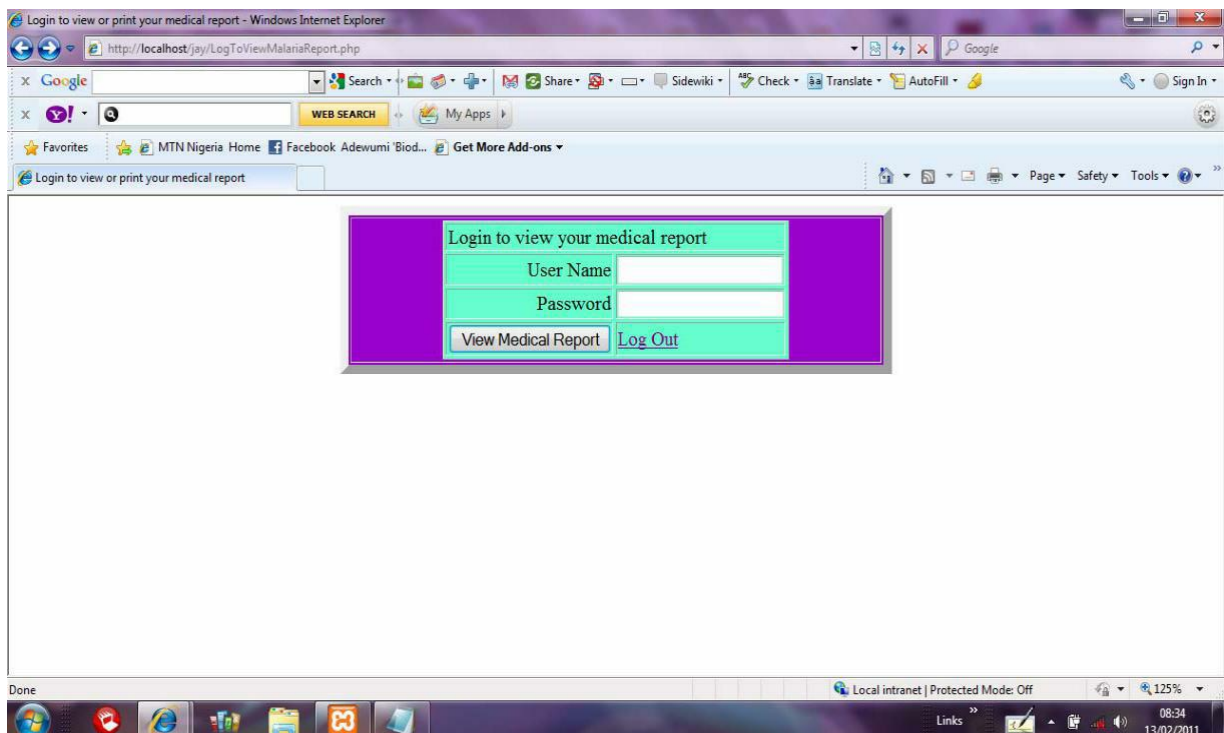 Login to view or print your medical report - Windows Internet Explorer
http://localhost/jay/LogToViewMalariaReport.php Google
x Google Search Share Sidewiki ABC Check Translate AutoFill Sign In
x Y! WEB SEARCH My Apps
Favorites MTN Nigeria Home Facebook Adewumi 'Biod... Get More Add-ons
Login to view or print your medical report Page Safety Tools
Login to view your medical report
User Name
Password
View Medical Report Log Out
Done Local intranet | Protected Mode: Off 125%
Links 08:34
13/02/2011